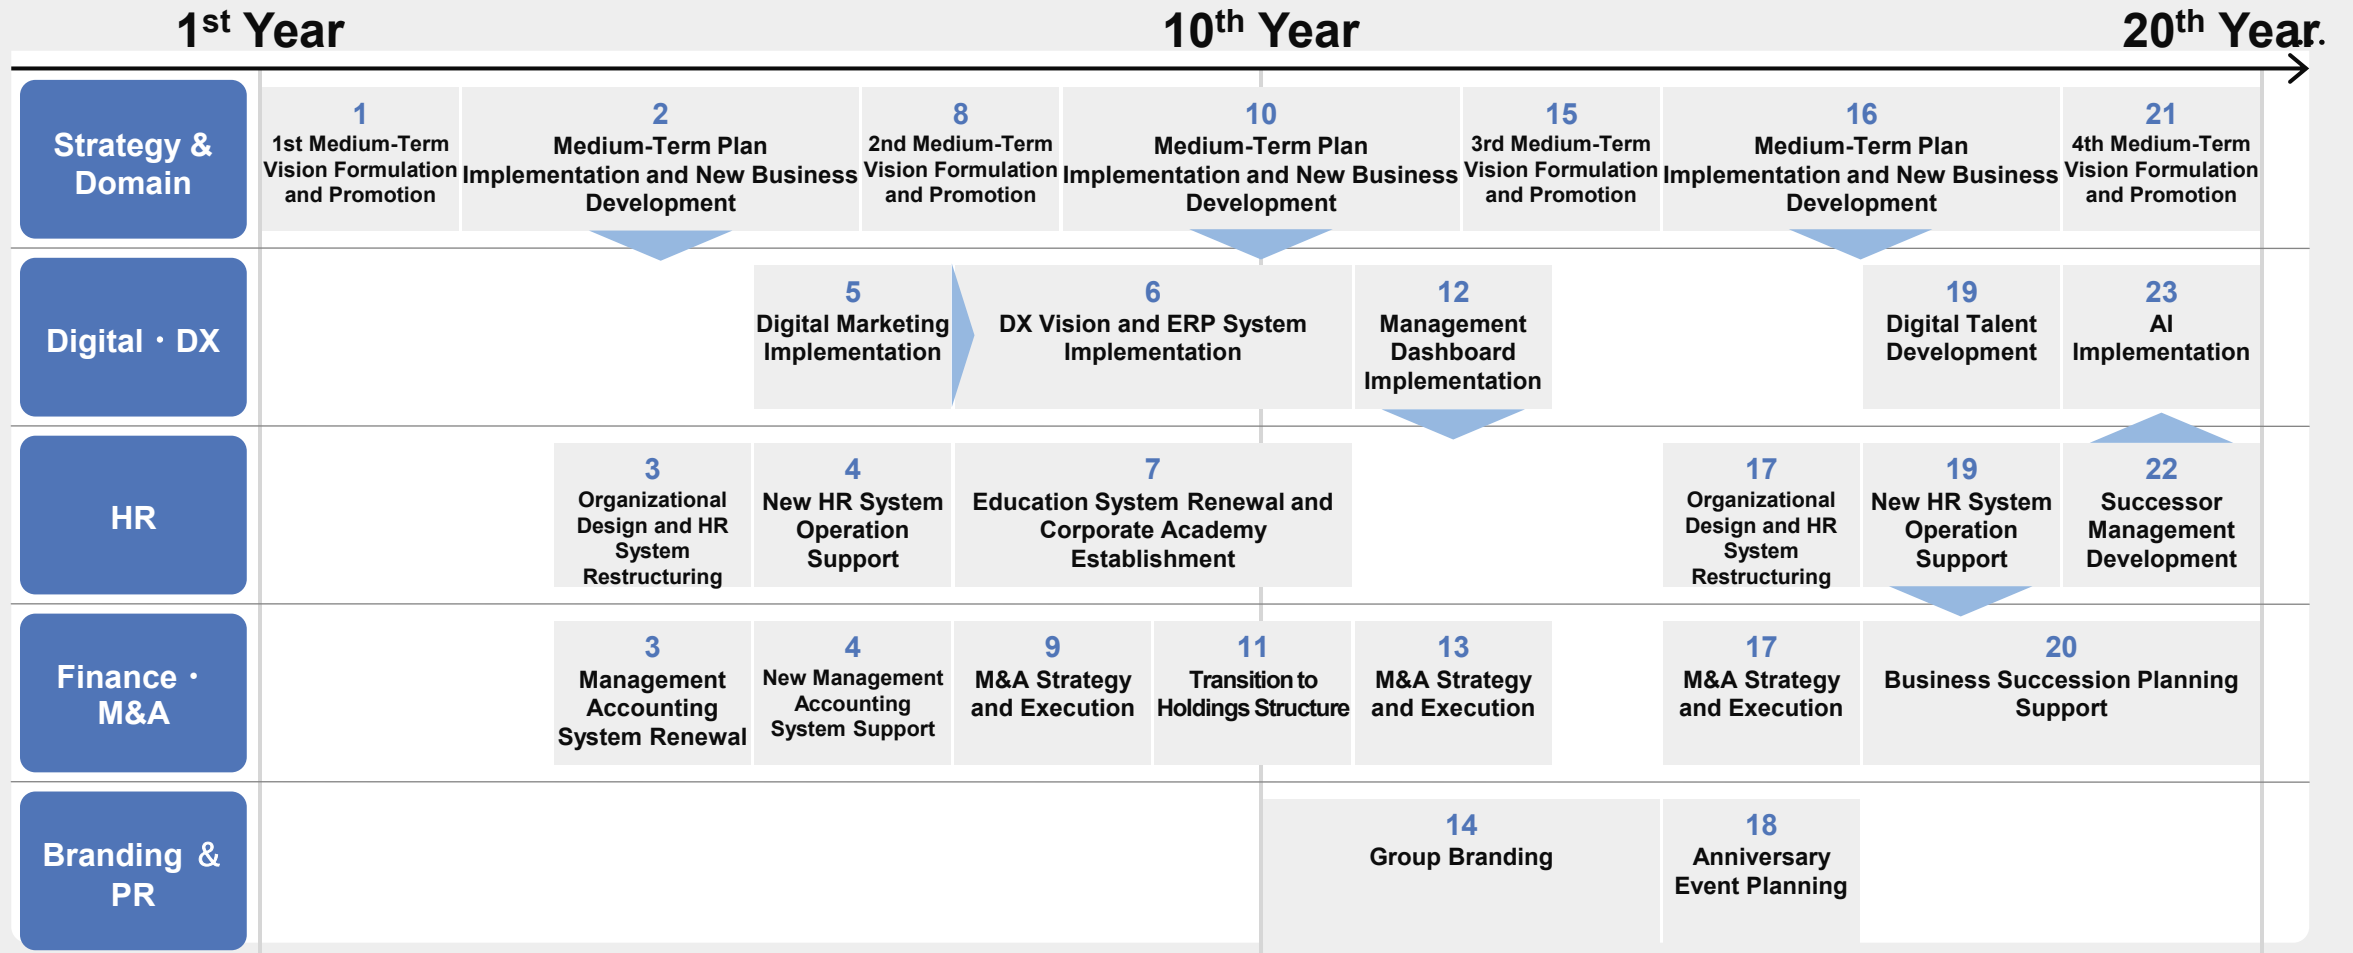 1st Year
10th Year
20th Year...
Strategy &
Domain
1
1st Medium-Term
Vision Formulation
and Promotion
2
Medium-Term Plan
Implementation and New Business
Development
8
2nd Medium-Term
Vision Formulation
and Promotion
10
Medium-Term Plan
Implementation and New Business
Development
15
3rd Medium-Term
Vision Formulation
and Promotion
16
Medium-Term Plan
Implementation and New Business
Development
21
4th Medium-Term
Vision Formulation
and Promotion
Digital・DX
5
Digital Marketing
Implementation
6
DX Vision and ERP System
Implementation
12
Management
Dashboard
Implementation
19
Digital Talent
Development
23
AI
Implementation
HR
3
Organizational
Design and HR
System
Restructuring
4
New HR System
Operation
Support
7
Education System Renewal and
Corporate Academy
Establishment
17
Organizational
Design and HR
System
Restructuring
19
New HR System
Operation
Support
22
Successor
Management
Development
Finance・
M&A
3
Management
Accounting
System Renewal
4
New Management
Accounting
System Support
9
M&A Strategy
and Execution
11
Transition to
Holdings Structure
13
M&A Strategy
and Execution
17
M&A Strategy
and Execution
20
Business Succession Planning
Support
Branding ＆
PR
14
Group Branding
18
Anniversary
Event Planning